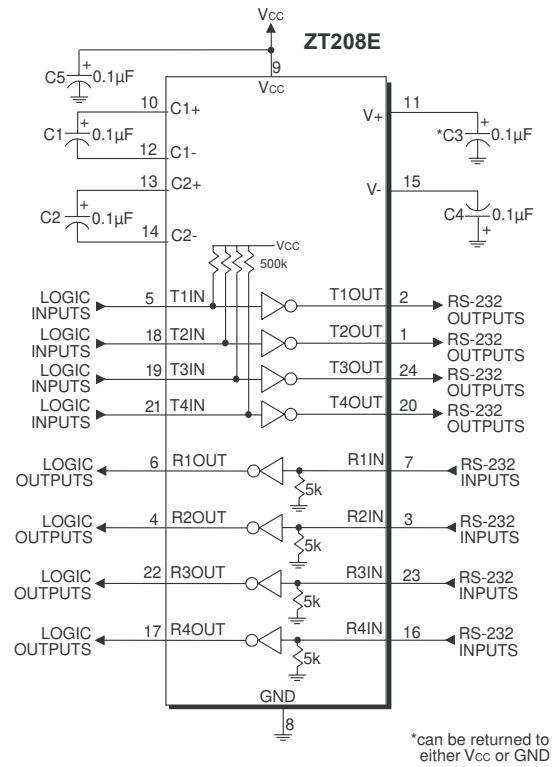 Vcc
ZT208E
9
Vcc
C5
+
0.1µF
10
C1+
C1
+
0.1µF
12
C1-
13
C2+
C2
+
0.1µF
14
C2-
V+
11
*C3
+
0.1µF
V-
15
C4
0.1µF
+
Vcc
500k
LOGIC
INPUTS
5
T1IN
T1OUT
2
RS-232
OUTPUTS
LOGIC
INPUTS
18
T2IN
T2OUT
1
RS-232
OUTPUTS
LOGIC
INPUTS
19
T3IN
T3OUT
24
RS-232
OUTPUTS
LOGIC
INPUTS
21
T4IN
T4OUT
20
RS-232
OUTPUTS
LOGIC
OUTPUTS
6
R1OUT
R1IN
7
RS-232
INPUTS
5k
LOGIC
OUTPUTS
4
R2OUT
R2IN
3
RS-232
INPUTS
5k
LOGIC
OUTPUTS
22
R3OUT
R3IN
23
RS-232
INPUTS
5k
LOGIC
OUTPUTS
17
R4OUT
R4IN
16
RS-232
INPUTS
5k
GND
8
*can be returned to
either Vcc or GND